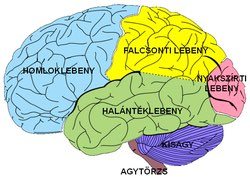 FALCSONTI LEBENY
HOMLOKLEBENY
NYAKSZIRTI
LEBENY
HALÁNTÉKLEBENY
KISAGY
AGYTÖRZS